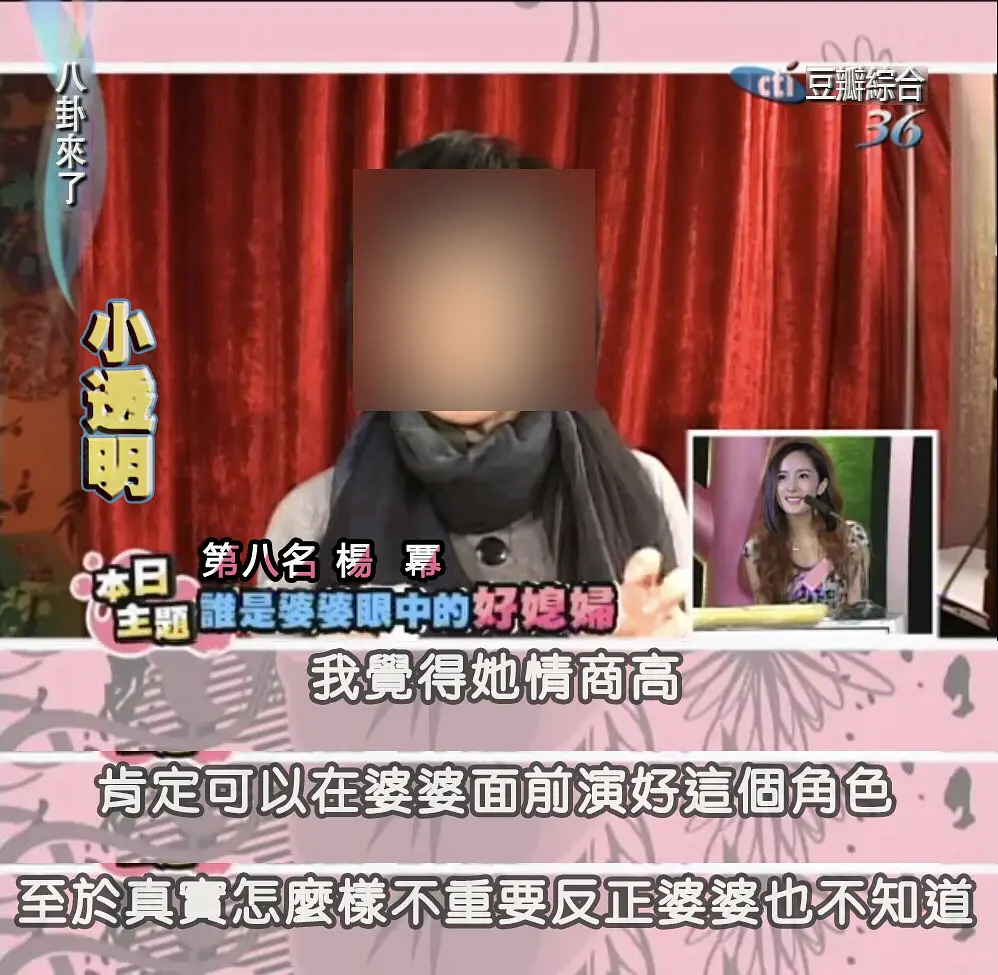 八卦來了
cti 豆瓣綜合
36
小透明
第八名 楊 冪
本日主題
誰是婆婆眼中的好媳婦
我覺得她情商高
肯定可以在婆婆面前演好這個角色
至於真實怎麼樣不重要反正婆婆也不知道